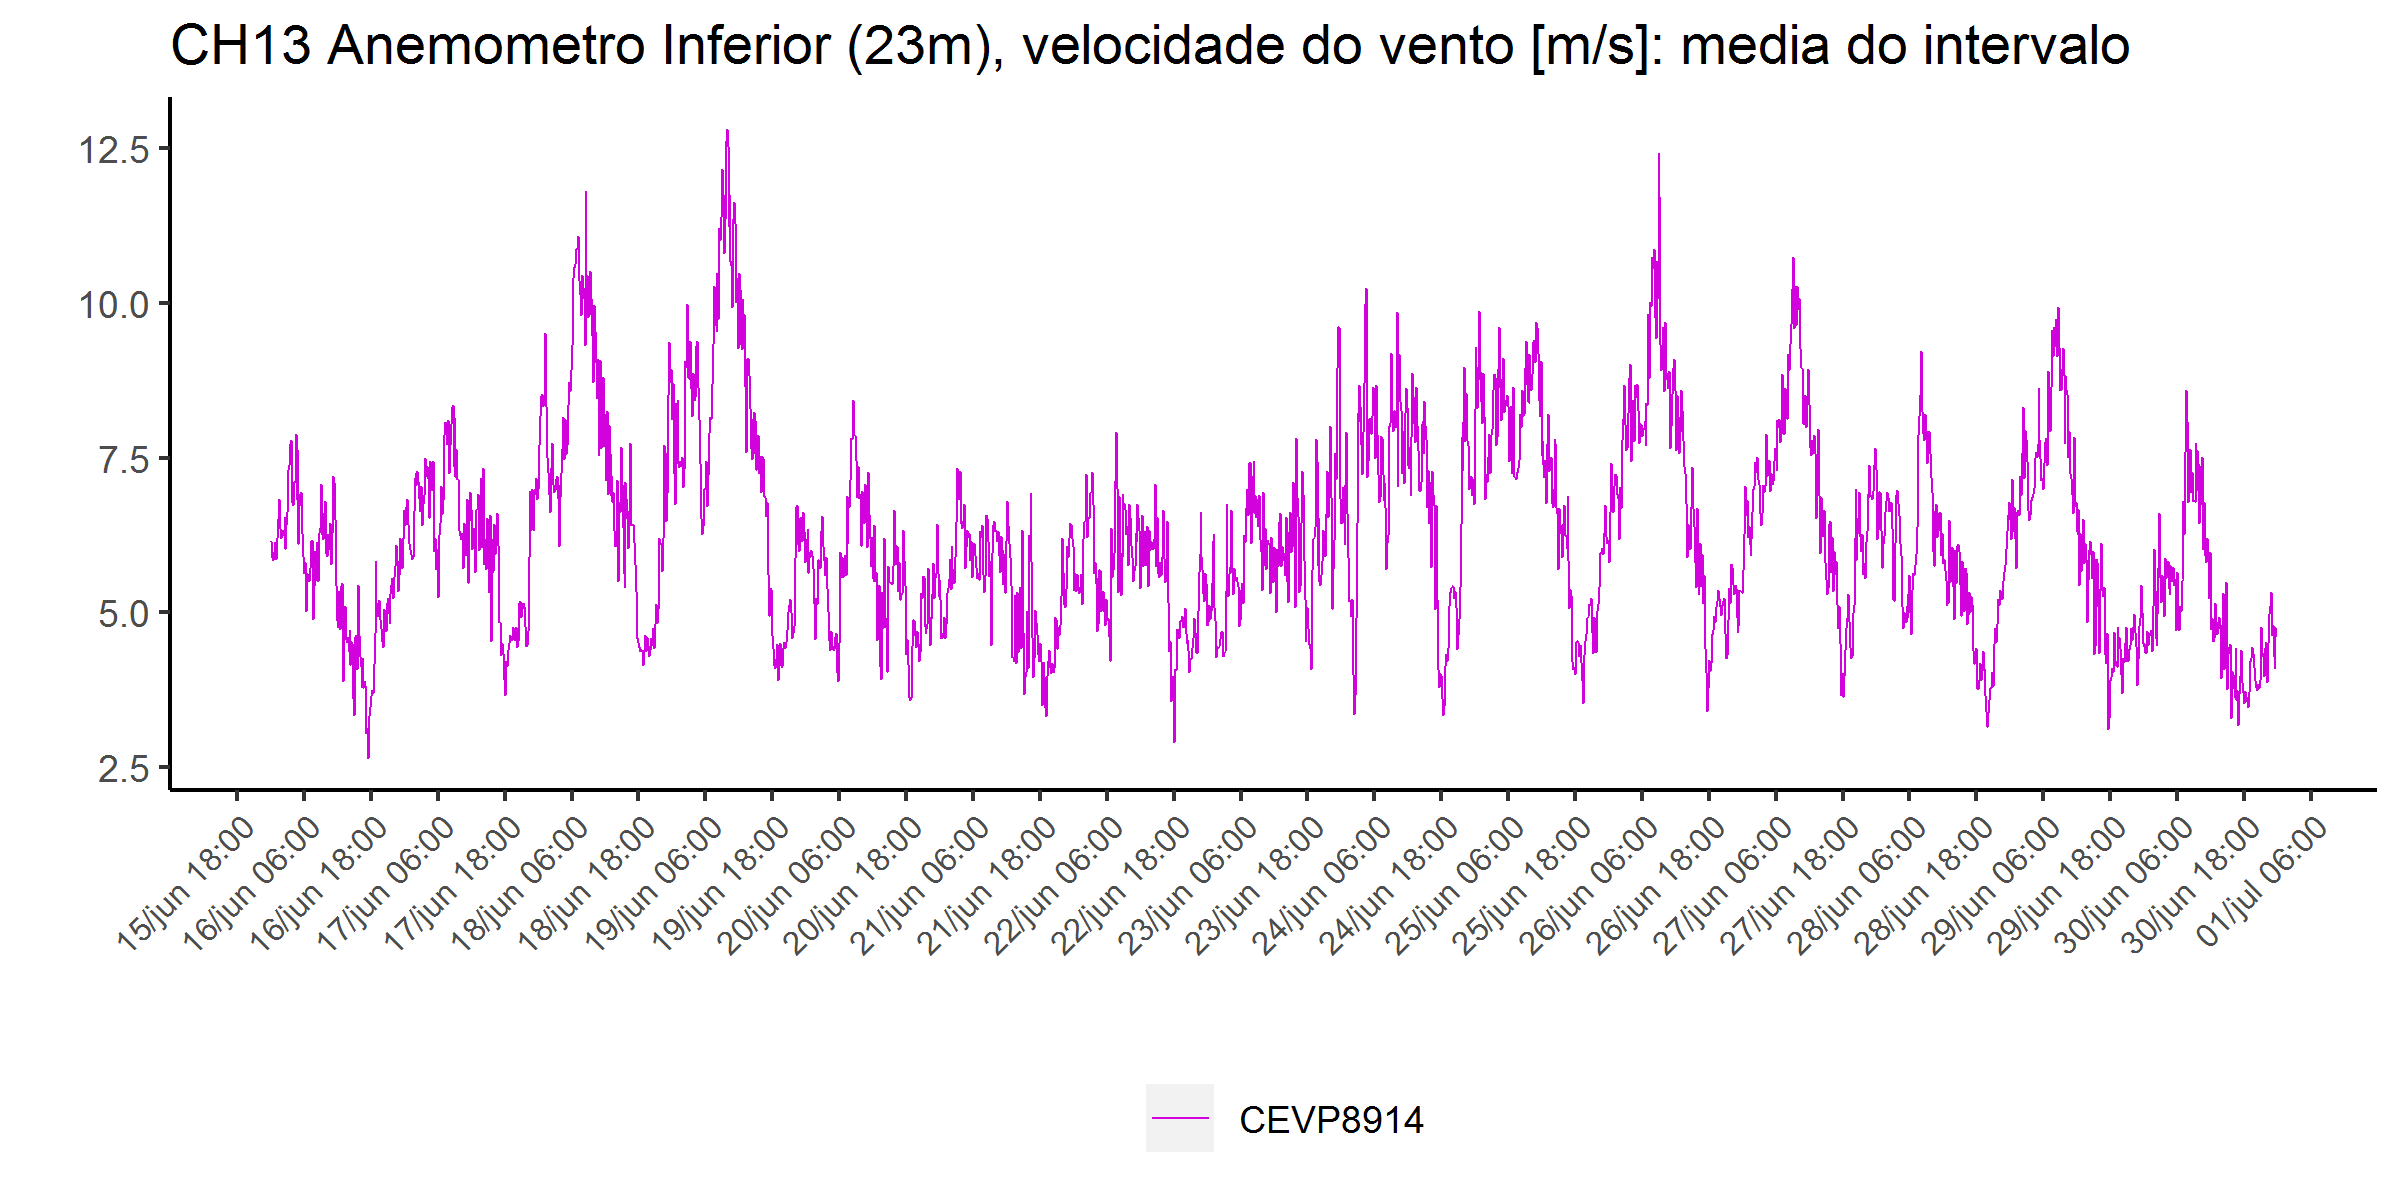 CH13 Anemometro Inferior (23m), velocidade do vento [m/s]: media do intervalo
12.5
10.0
7.5
5.0
2.5
15/jun 18:00
16/jun 06:00
16/jun 18:00
17/jun 06:00
17/jun 18:00
18/jun 06:00
18/jun 18:00
19/jun 06:00
19/jun 18:00
20/jun 06:00
20/jun 18:00
21/jun 06:00
21/jun 18:00
22/jun 06:00
22/jun 18:00
23/jun 06:00
23/jun 18:00
24/jun 06:00
24/jun 18:00
25/jun 06:00
25/jun 18:00
26/jun 06:00
26/jun 18:00
27/jun 06:00
27/jun 18:00
28/jun 06:00
28/jun 18:00
29/jun 06:00
29/jun 18:00
30/jun 06:00
30/jun 18:00
01/jul 06:00
CEVP8914